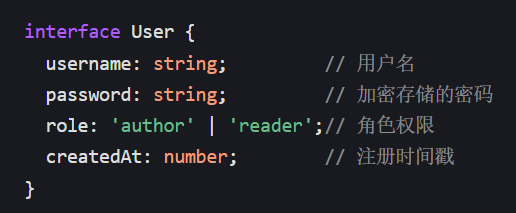 interface User {
  username: string;         // 用户名
  password: string;         // 加密存储的密码
  role: 'author' | 'reader';// 角色权限
  createdAt: number;        // 注册时间戳
}